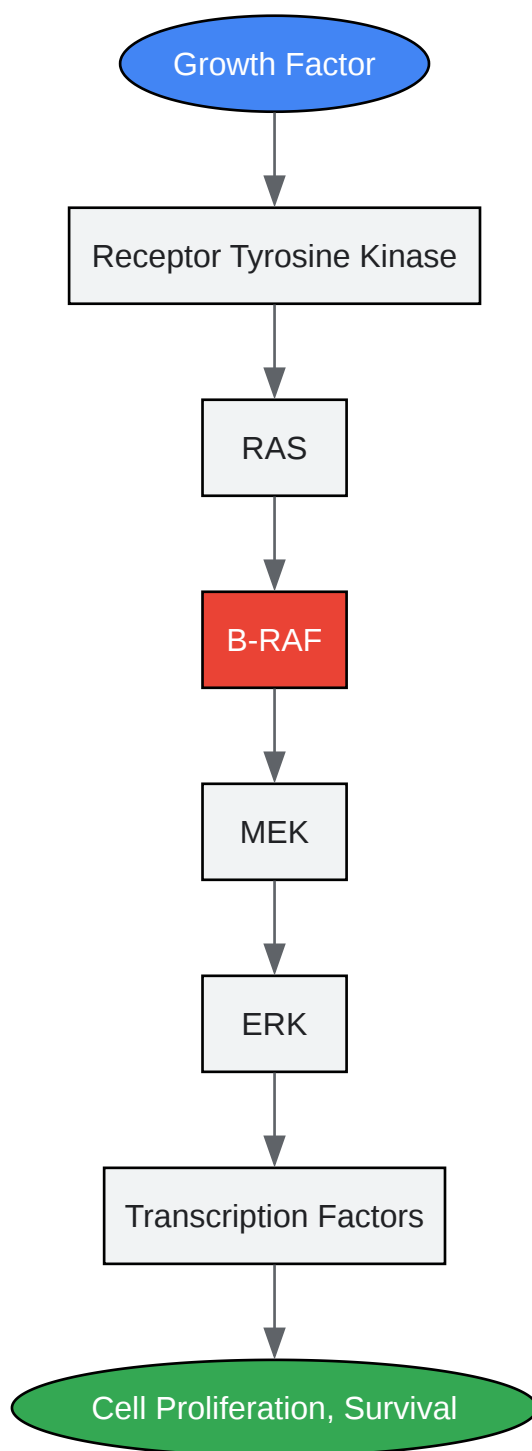 Growth Factor
Receptor Tyrosine Kinase
RAS
B-RAF
MEK
ERK
Transcription Factors
Cell Proliferation, Survival